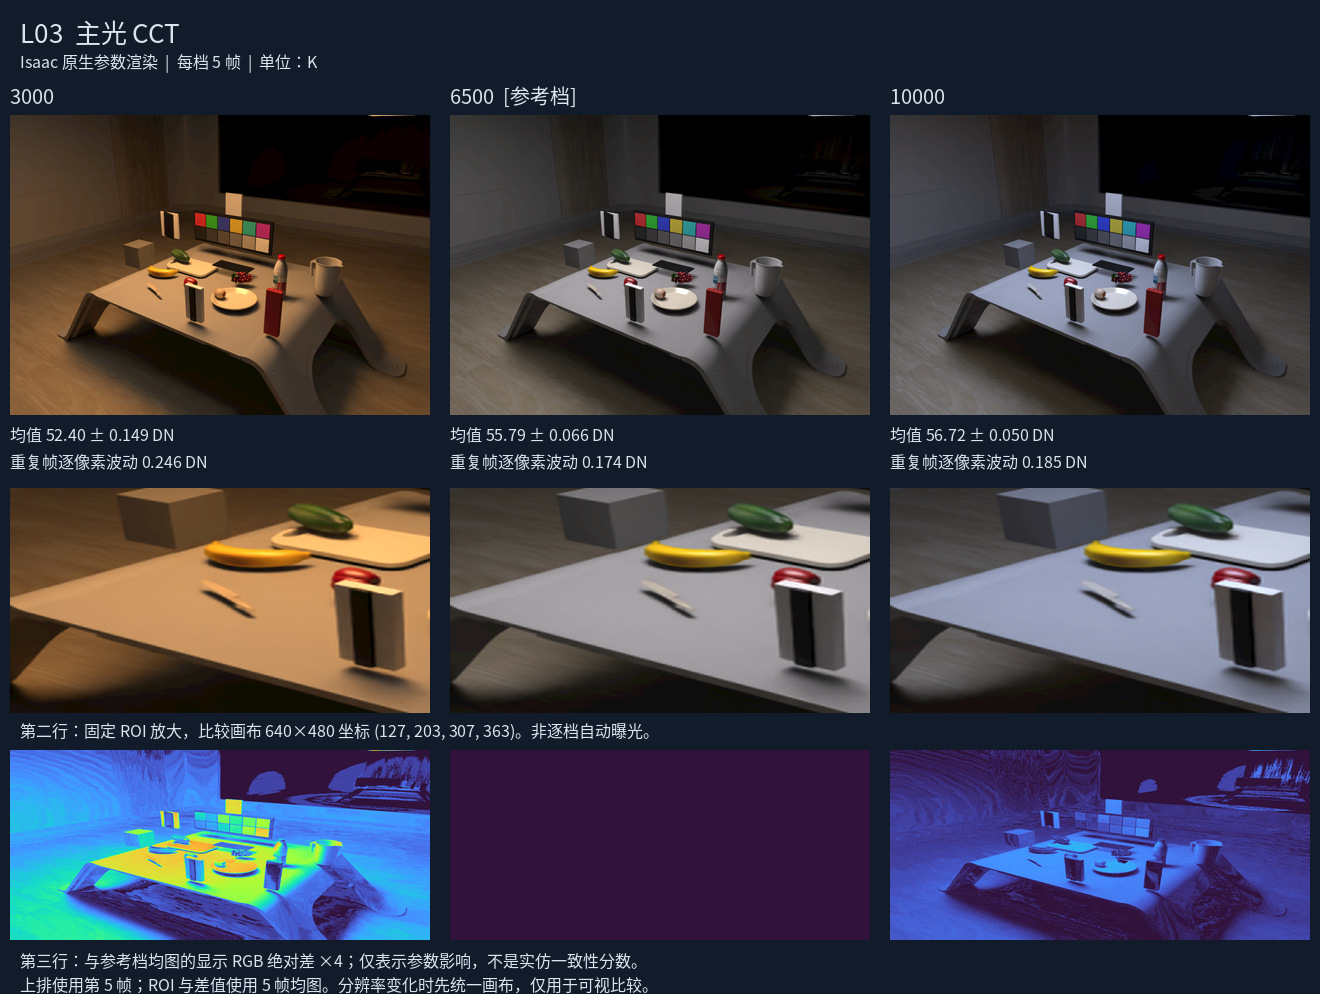 L03 主光 CCT
Isaac 原生参数渲染 | 每档 5 帧 | 单位：K
3000
6500 [参考档]
10000
均值 52.40 ± 0.149 DN
重复帧逐像素波动 0.246 DN
均值 55.79 ± 0.066 DN
重复帧逐像素波动 0.174 DN
均值 56.72 ± 0.050 DN
重复帧逐像素波动 0.185 DN
第二行：固定 ROI 放大，比较画布 640×480 坐标 (127, 203, 307, 363)。非逐档自动曝光。
第三行：与参考档均图的显示 RGB 绝对差 ×4；仅表示参数影响，不是实仿一致性分数。
上排使用第 5 帧；ROI 与差值使用 5 帧均图。分辨率变化时先统一画布，仅用于可视比较。